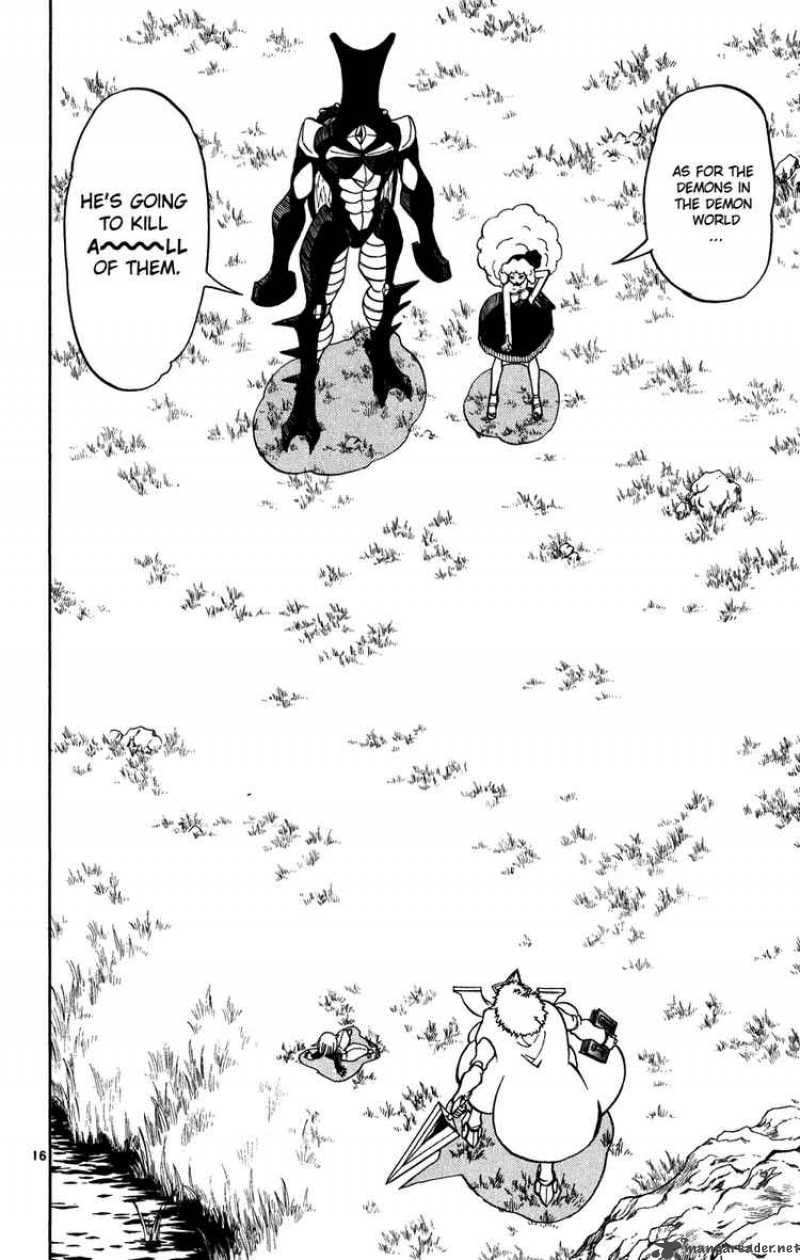 AS FOR THE
DEMONS IN
THE DEMON
WORLD
...
HE'S GOING
TO KILL
A~~~~LL
OF THEM.
16
mangareader.net